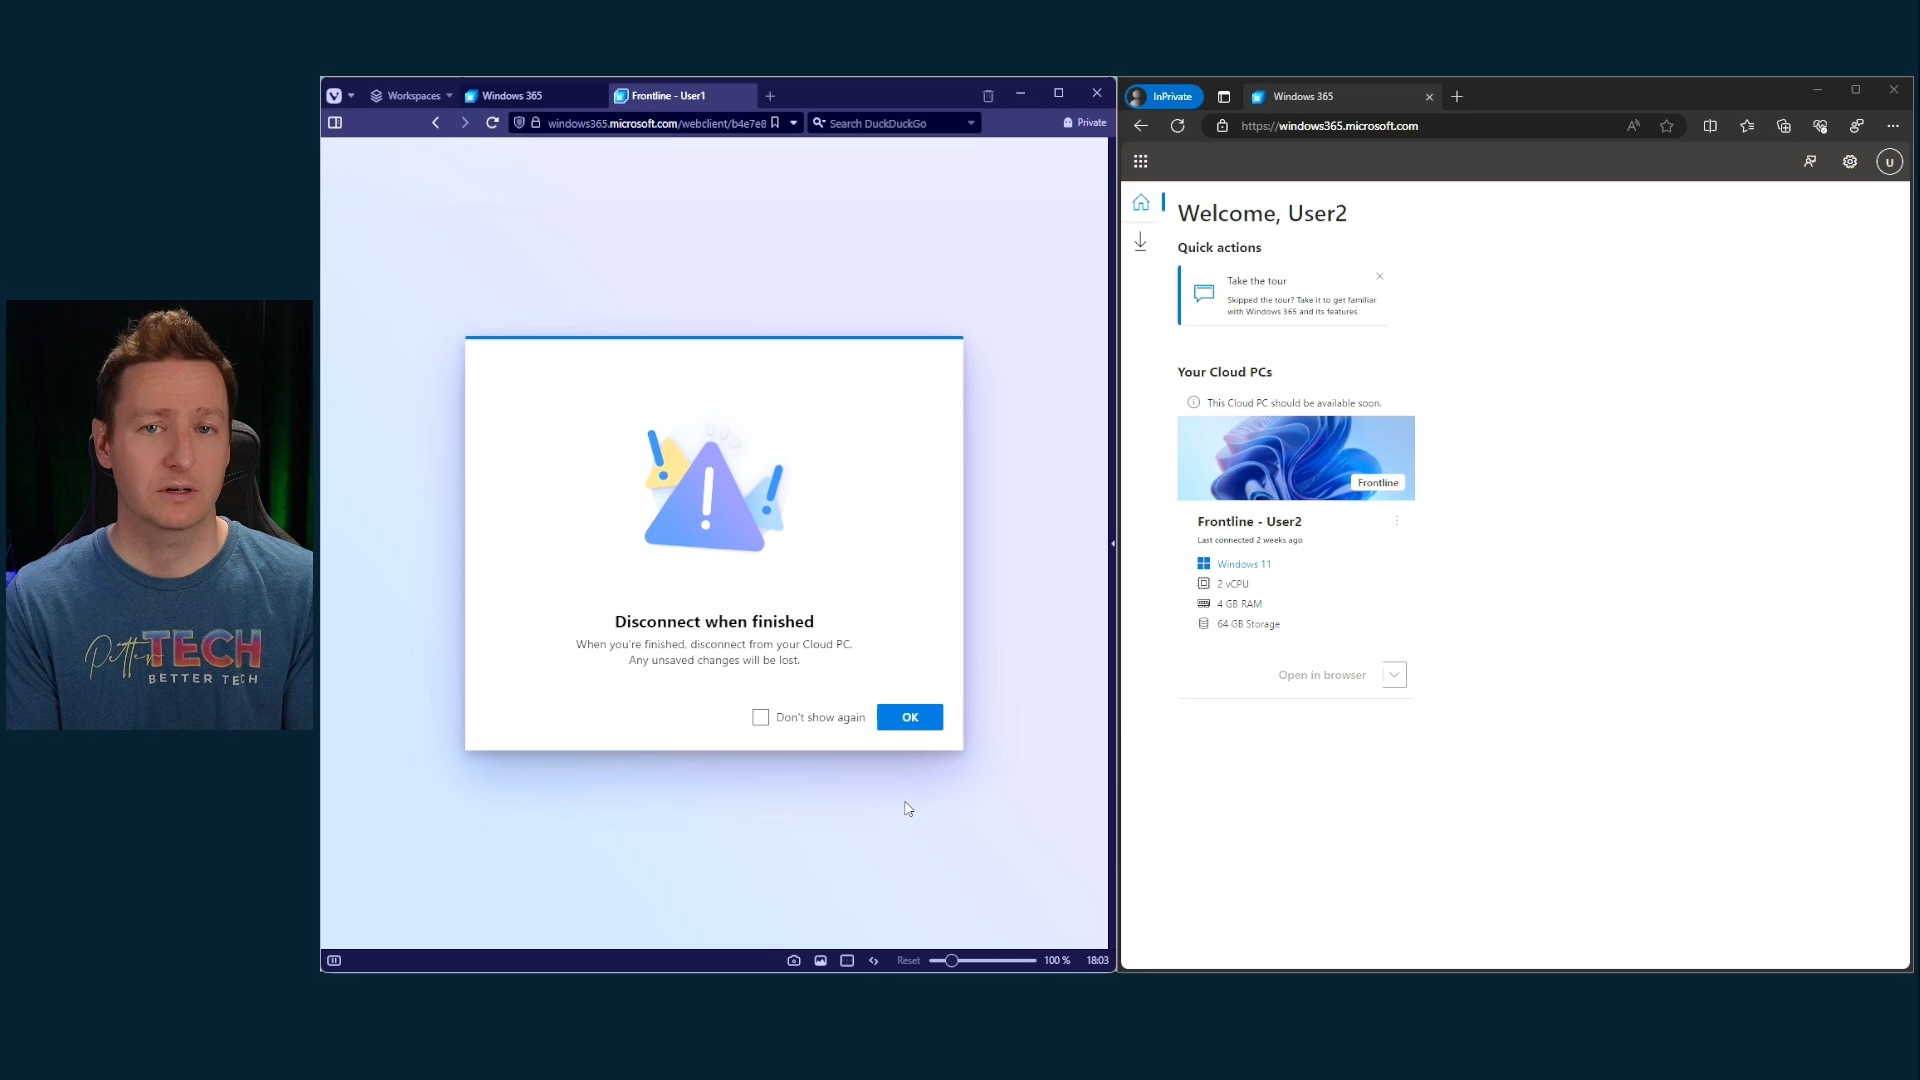 Petter TECH
BETTER TECH
Workspaces
Windows 365
Frontline - User1
windows365.microsoft.com/webclient/b4e7e8
Search DuckDuckGo
Private
Disconnect when finished
When you're finished, disconnect from your Cloud PC.
Any unsaved changes will be lost.
Don't show again
OK
Reset
100 %
18:03
InPrivate
Windows 365
https://windows365.microsoft.com
U
Welcome, User2
Quick actions
Take the tour
Skipped the tour? Take it to get familiar
with Windows 365 and its features.
Your Cloud PCs
This Cloud PC should be available soon.
Frontline
Frontline - User2
Last connected 2 weeks ago
Windows 11
2 vCPU
4 GB RAM
64 GB Storage
Open in browser